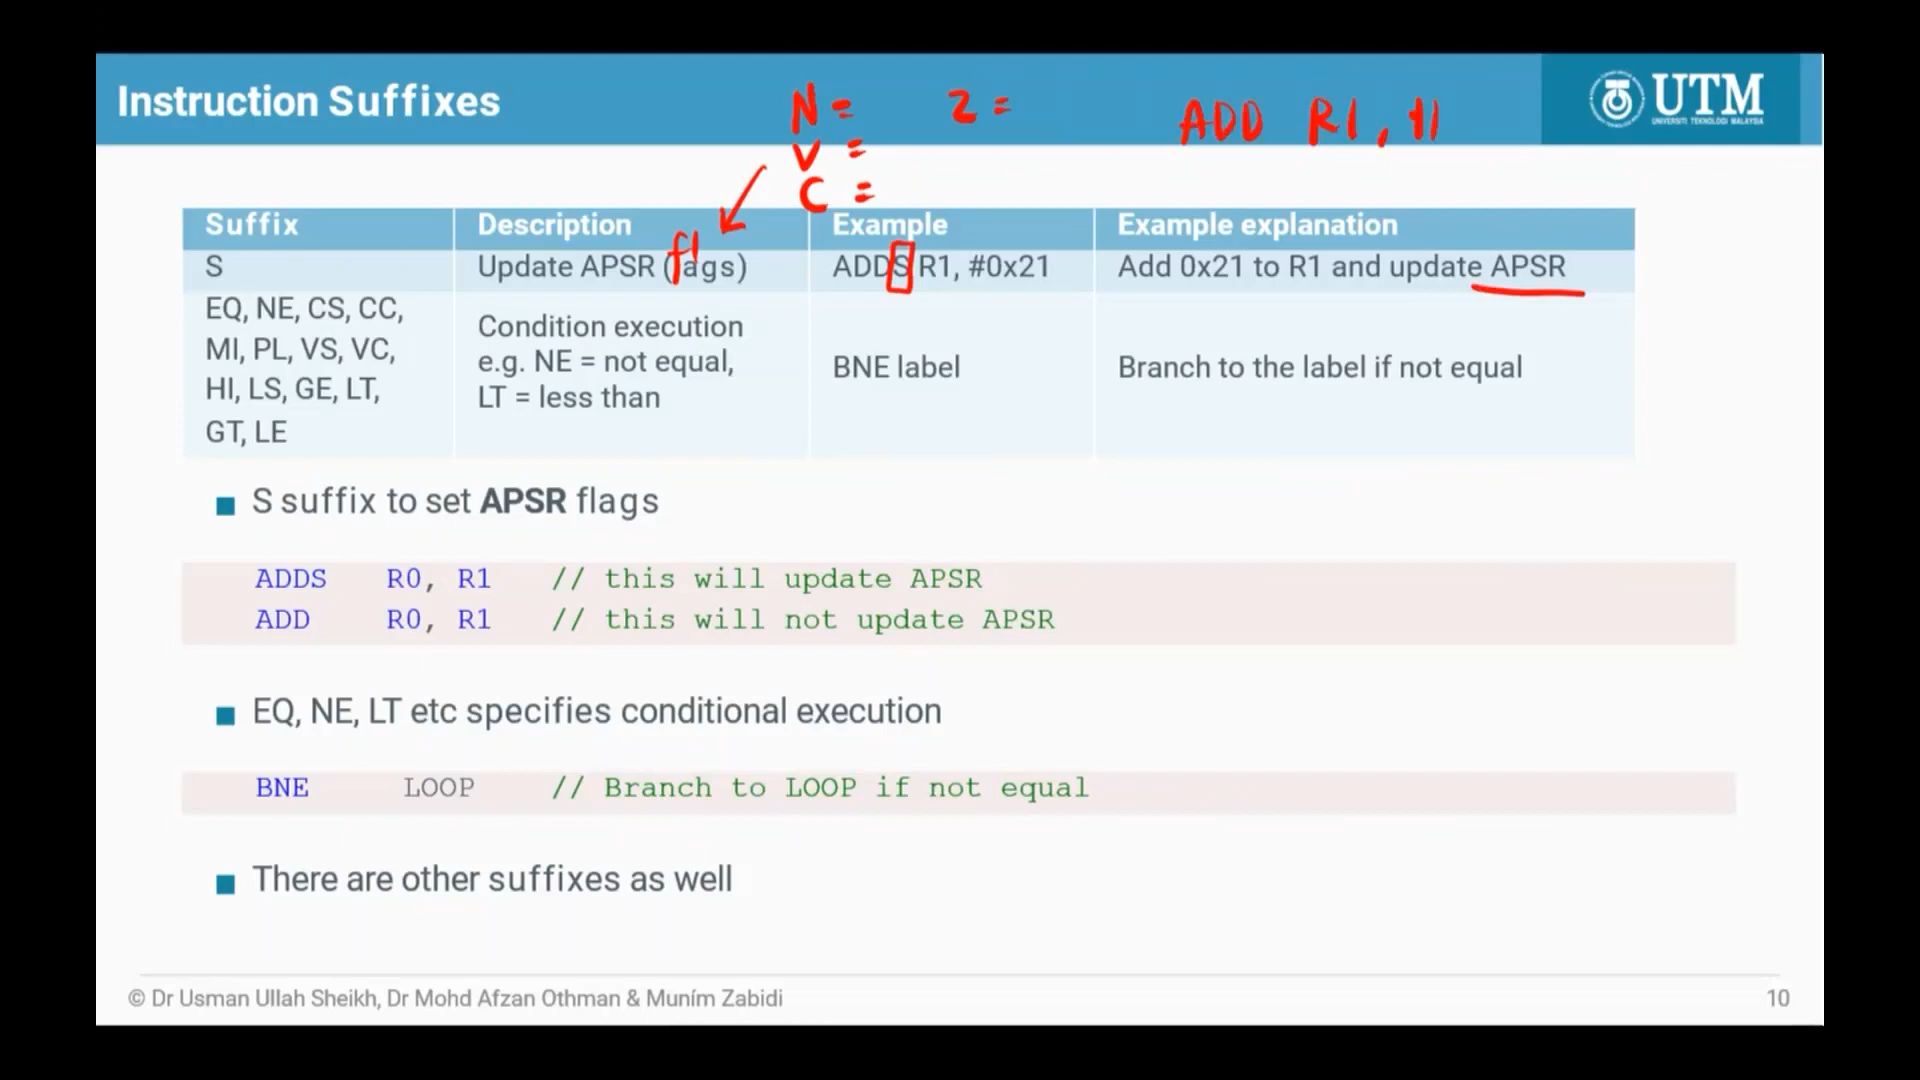 Instruction Suffixes
N = Z =
V =
C =
ADD R1, 
UTM
UNIVERSITI TEKNOLOGI MALAYSIA
Suffix Description Example Example explanation
S Update APSR (flags) ADDS R1, #0x21 Add 0x21 to R1 and update APSR
EQ, NE, CS, CC,
MI, PL, VS, VC,
HI, LS, GE, LT,
GT, LE
Condition execution
e.g. NE = not equal,
LT = less than
BNE label
Branch to the label if not equal
■ S suffix to set APSR flags
ADDS R0, R1 // this will update APSR
ADD R0, R1 // this will not update APSR
■ EQ, NE, LT etc specifies conditional execution
BNE LOOP // Branch to LOOP if not equal
■ There are other suffixes as well
© Dr Usman Ullah Sheikh, Dr Mohd Afzan Othman & Muním Zabidi
10